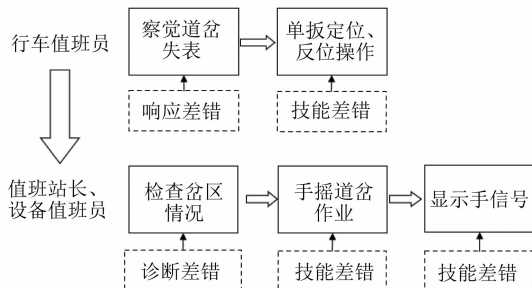 行车值班员
察觉道岔
失表
单扳定位、
反位操作
响应差错
技能差错
值班站长、
设备值班员
检查岔区
情况
手摇道岔
作业
显示手信号
诊断差错
技能差错
技能差错